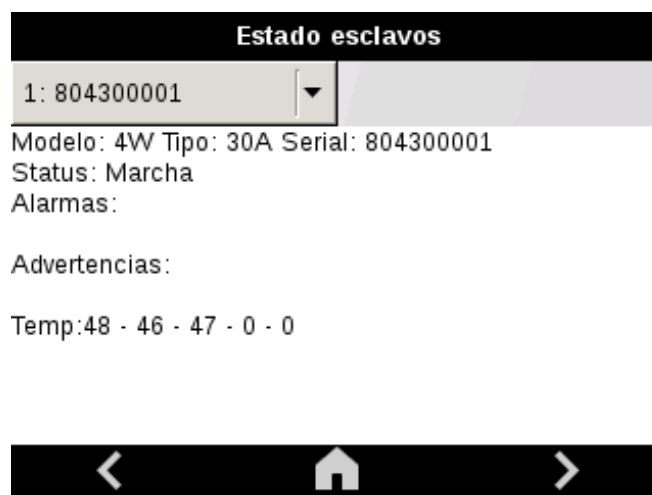 Estado esclavos
1: 804300001
Modelo: 4W Tipo: 30A Serial: 804300001
Status: Marcha
Alarmas:
Advertencias:
Temp:48 - 46 - 47 - 0 - 0